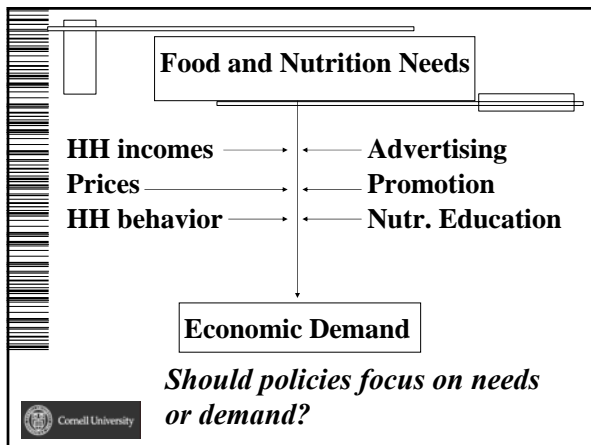 Food and Nutrition Needs
HH incomes
Advertising
Prices
Promotion
HH behavior
Nutr. Education
Economic Demand
Should policies focus on needs
or demand?
Cornell University